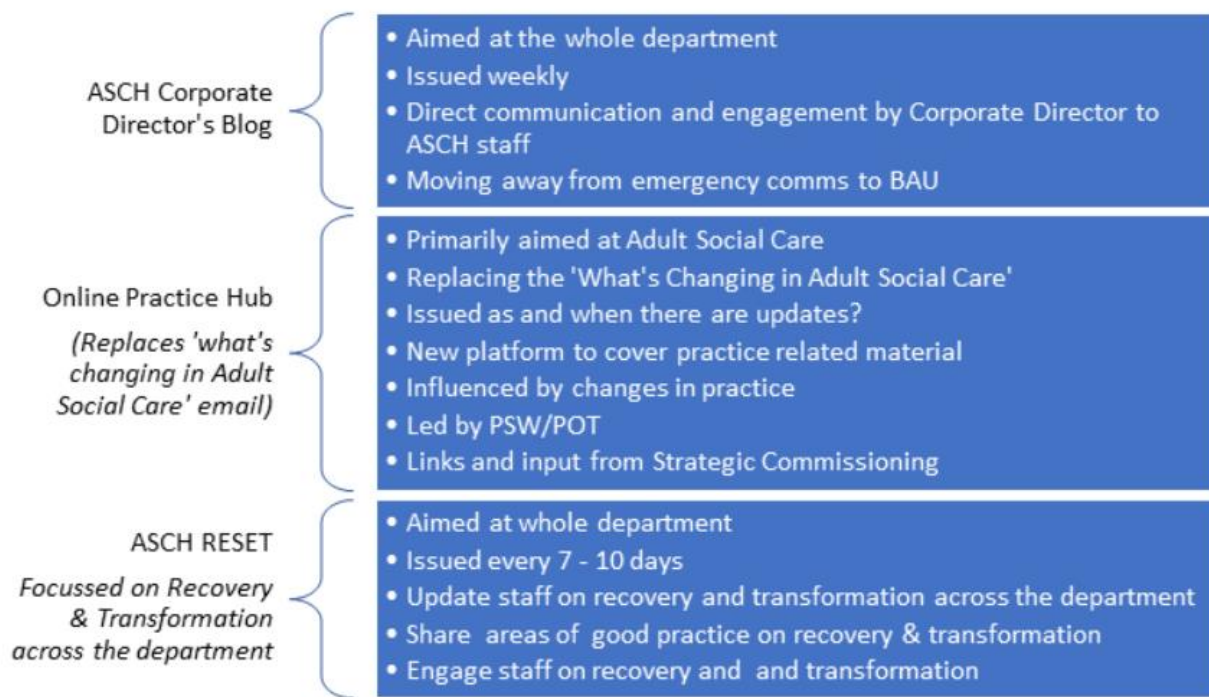 ASCH Corporate
Director's Blog
• Aimed at the whole department
• Issued weekly
• Direct communication and engagement by Corporate Director to
ASCH staff
• Moving away from emergency comms to BAU
Online Practice Hub
(Replaces 'what's
changing in Adult
Social Care' email)
• Primarily aimed at Adult Social Care
• Replacing the 'What's Changing in Adult Social Care'
• Issued as and when there are updates?
• New platform to cover practice related material
• Influenced by changes in practice
• Led by PSW/POT
• Links and input from Strategic Commissioning
ASCH RESET
Focussed on Recovery
& Transformation
across the department
• Aimed at whole department
• Issued every 7 - 10 days
• Update staff on recovery and transformation across the department
• Share areas of good practice on recovery & transformation
• Engage staff on recovery and and transformation